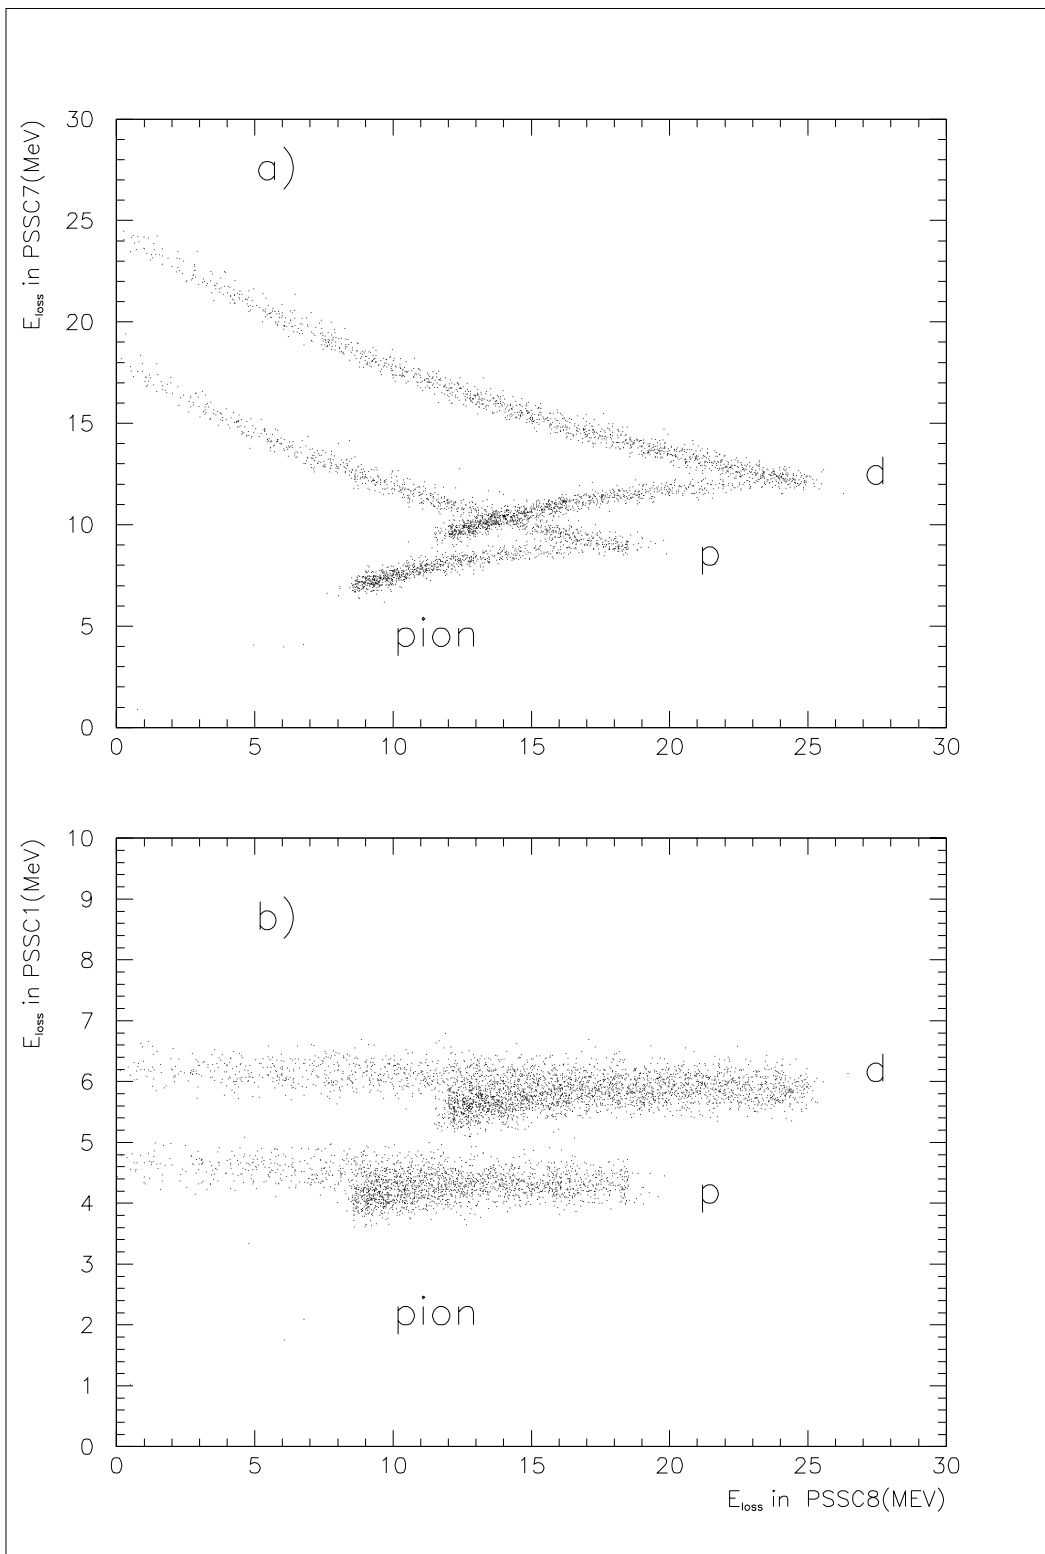 30
25
20
15
10
5
0
E_loss in PSSC7(MeV)
a)
d
p
pion
0 5 10 15 20 25 30
10
9
8
7
6
5
4
3
2
1
0
E_loss in PSSC1(MeV)
b)
d
p
pion
0 5 10 15 20 25 30
E_loss in PSSC8(MEV)